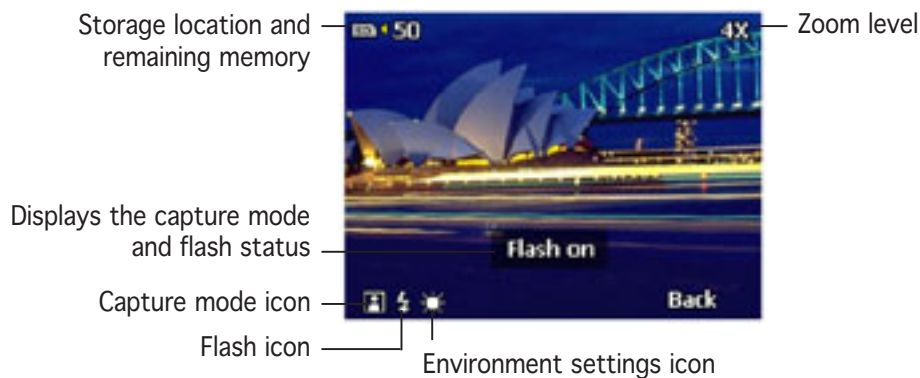 Storage location and
remaining memory
50
4X
Zoom level
Displays the capture mode
and flash status
Flash on
Capture mode icon
Back
Flash icon
Environment settings icon